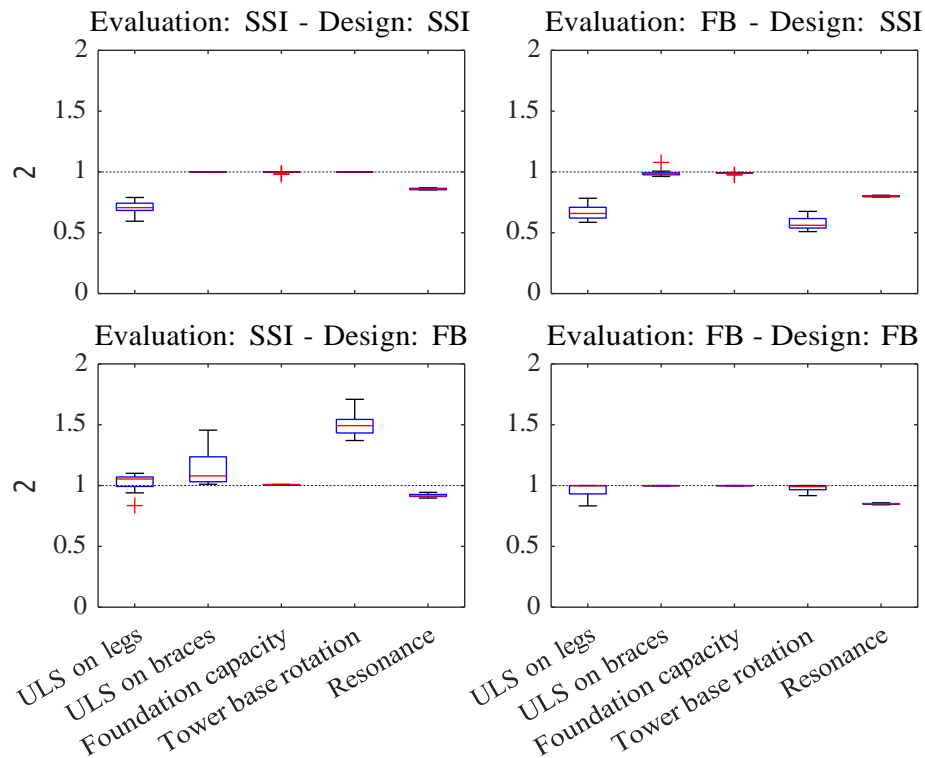 Evaluation: SSI - Design: SSI
2
1.5
1
0.5
0
2
Evaluation: FB - Design: SSI
2
1.5
1
0.5
0
Evaluation: SSI - Design: FB
2
1.5
1
0.5
0
2
ULS on legs
ULS on braces
Foundation capacity
Tower base rotation
Resonance
Evaluation: FB - Design: FB
2
1.5
1
0.5
0
ULS on legs
ULS on braces
Foundation capacity
Tower base rotation
Resonance